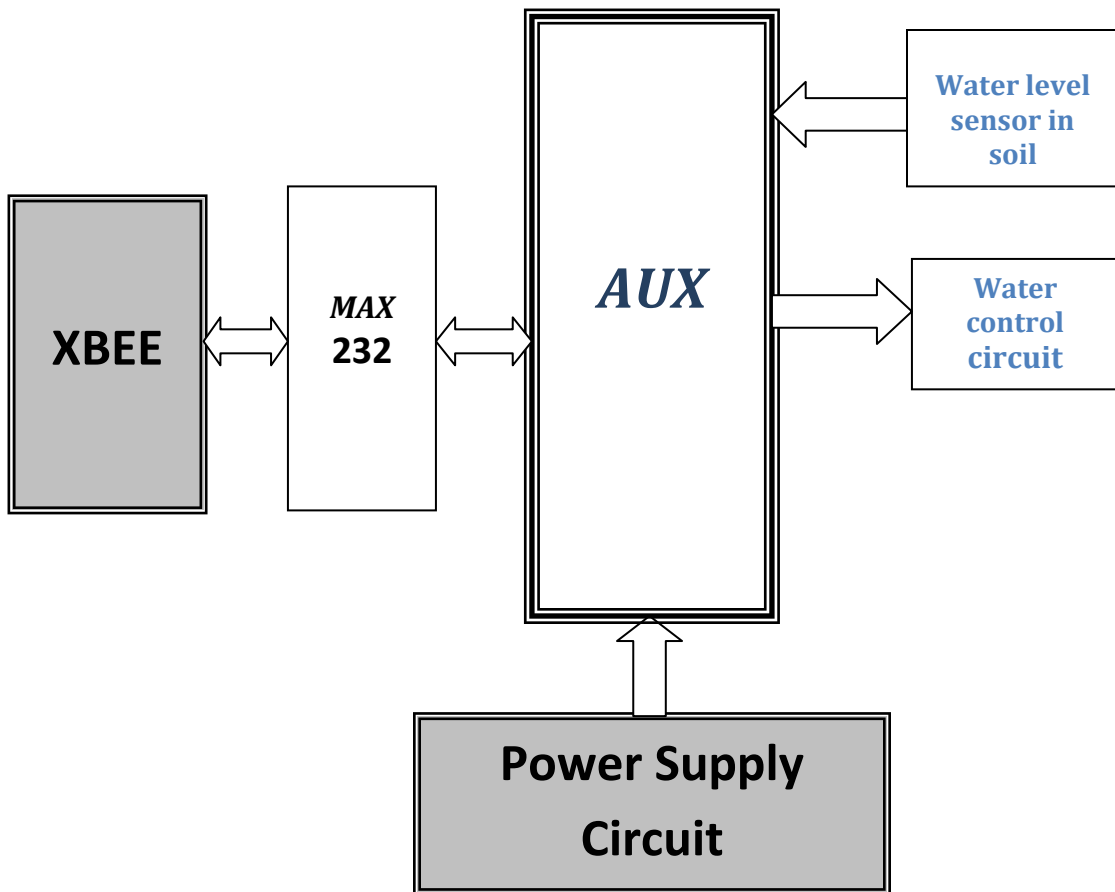 XBEE
MAX
232
AUX
Water level
sensor in
soil
Water
control
circuit
Power Supply
Circuit